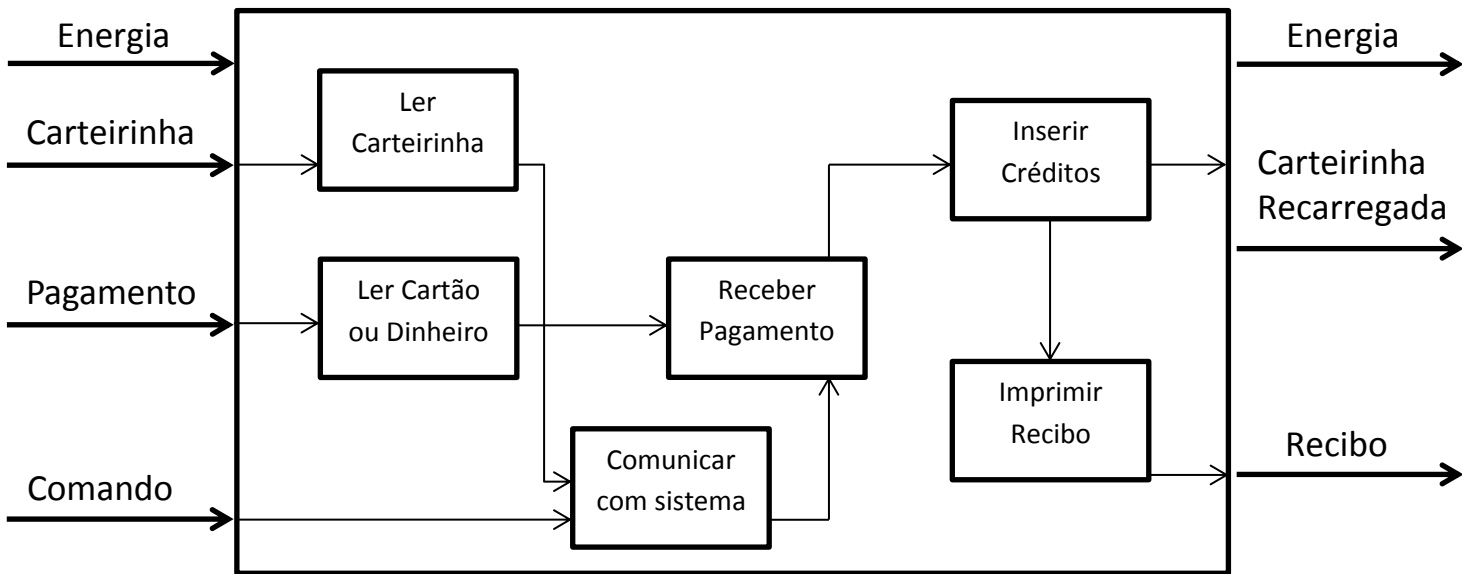 Energia
Carteirinha
Pagamento
Comando
Ler
Carteirinha
Ler Cartão
ou Dinheiro
Comunicar
com sistema
Receber
Pagamento
Inserir
Créditos
Imprimir
Recibo
Energia
Carteirinha
Recarregada
Recibo